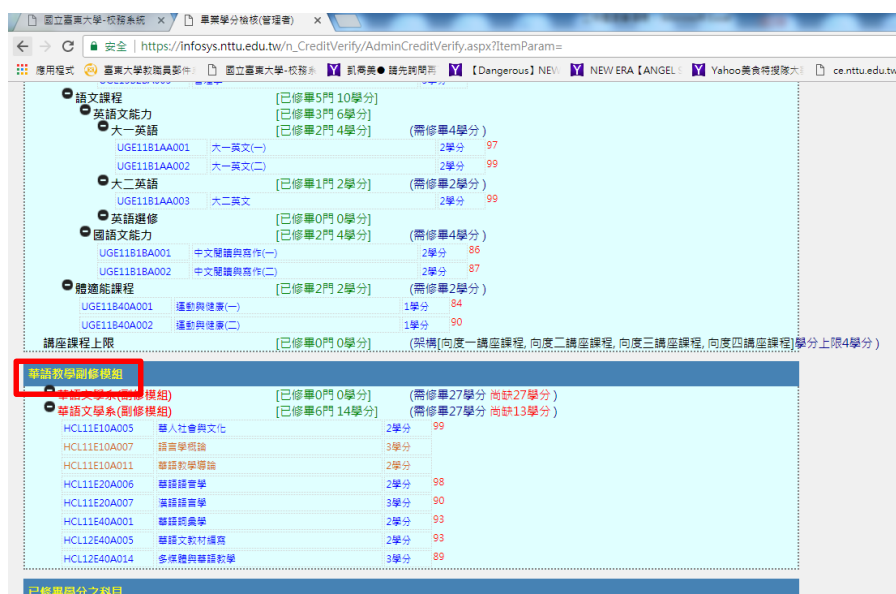 國立臺東大學-校務系統 × 畢業學分檢核(管理者) ×
安全 https://infosys.nttu.edu.tw/n_CreditVerify/AdminCreditVerify.aspx?ItemParam=
應用程式 臺東大學教職員郵件 國立臺東大學-校務系 凱喬美● 請先詢問再 【Dangerous】NEW NEW ERA【ANGEL S Yahoo美食特搜隊大 ce.nttu.edu.tw
語文課程 [已修畢5門 10學分]
英語文能力 [已修畢3門 6學分]
大一英語 [已修畢2門 4學分] (需修畢4學分)
UGE11B1AA001 大一英文(一) 2學分 97
UGE11B1AA002 大一英文(二) 2學分 99
大二英語 [已修畢1門 2學分] (需修畢2學分)
UGE11B1AA003 大二英文 2學分 99
英語選修 [已修畢0門 0學分]
國語文能力 [已修畢2門 4學分] (需修畢4學分)
UGE11B1BA001 中文閱讀與寫作(一) 2學分 86
UGE11B1BA002 中文閱讀與寫作(二) 2學分 87
體適能課程 [已修畢2門 2學分] (需修畢2學分)
UGE11B40A001 運動與健康(一) 1學分 84
UGE11B40A002 運動與健康(二) 1學分 90
講座課程上限 [已修畢0門 0學分] (架構[向度一講座課程, 向度二講座課程, 向度三講座課程, 向度四講座課程]學分上限4學分)
華語教學副修模組
華語文學系(副修模組) [已修畢0門 0學分] (需修畢27學分 尚缺27學分)
華語文學系(副修模組) [已修畢6門 14學分] (需修畢27學分 尚缺13學分)
HCL11E10A005 華人社會與文化 2學分 99
HCL11E10A007 語言學概論 3學分
HCL11E10A011 華語教學導論 2學分
HCL11E20A006 華語語音學 2學分 98
HCL11E20A007 漢語語言學 3學分 90
HCL11E40A001 華語詞彙學 2學分 93
HCL12E40A005 華語文教材編寫 2學分 93
HCL12E40A014 多媒體與華語教學 3學分 89
已修畢學分之科目